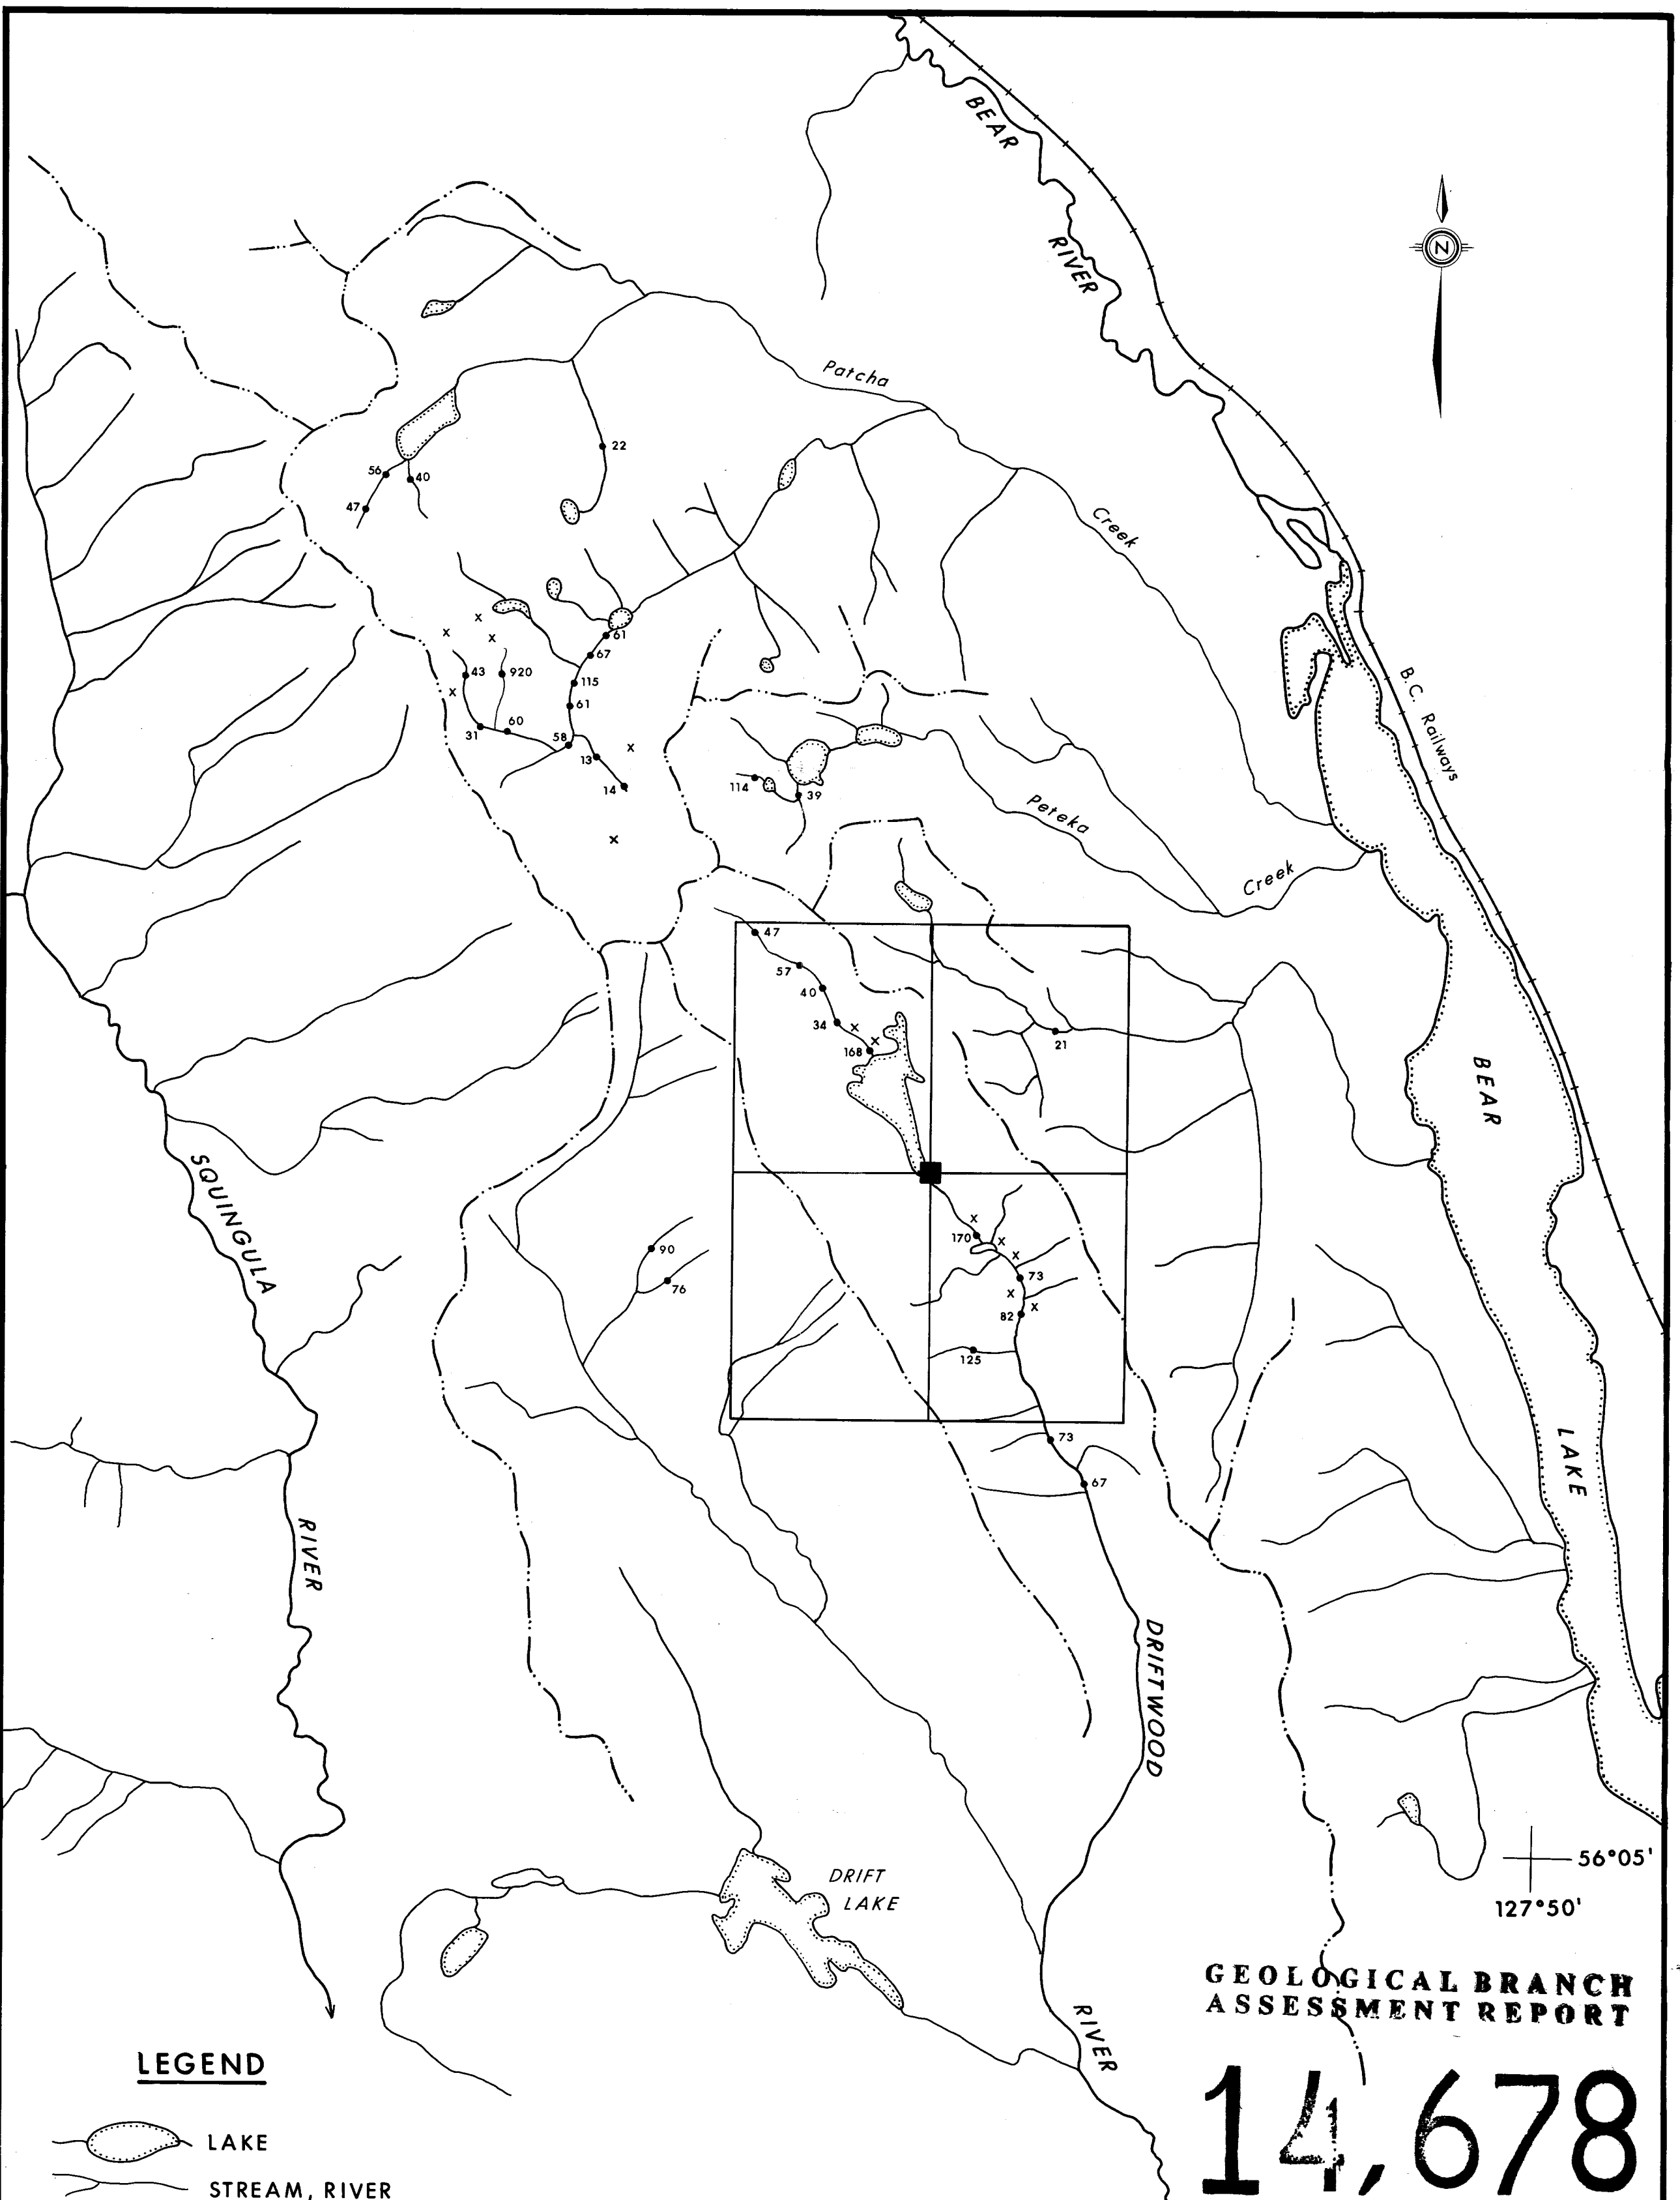 BEAR
RIVER
N
Patcha
Creek
22
56
40
47
61
67
43
920
115
61
60
31
58
13
14
114
39
B.C. Railways
Peteka
Creek
47
57
40
34
168
21
BEAR
LAKE
SQUINGULA
RIVER
170
90
73
76
82
125
73
67
DRIFTWOOD
RIVER
DRIFT
LAKE
56°05'
127°50'
GEOLOGICAL BRANCH
ASSESSMENT REPORT
14,678
LEGEND
LAKE
STREAM, RIVER